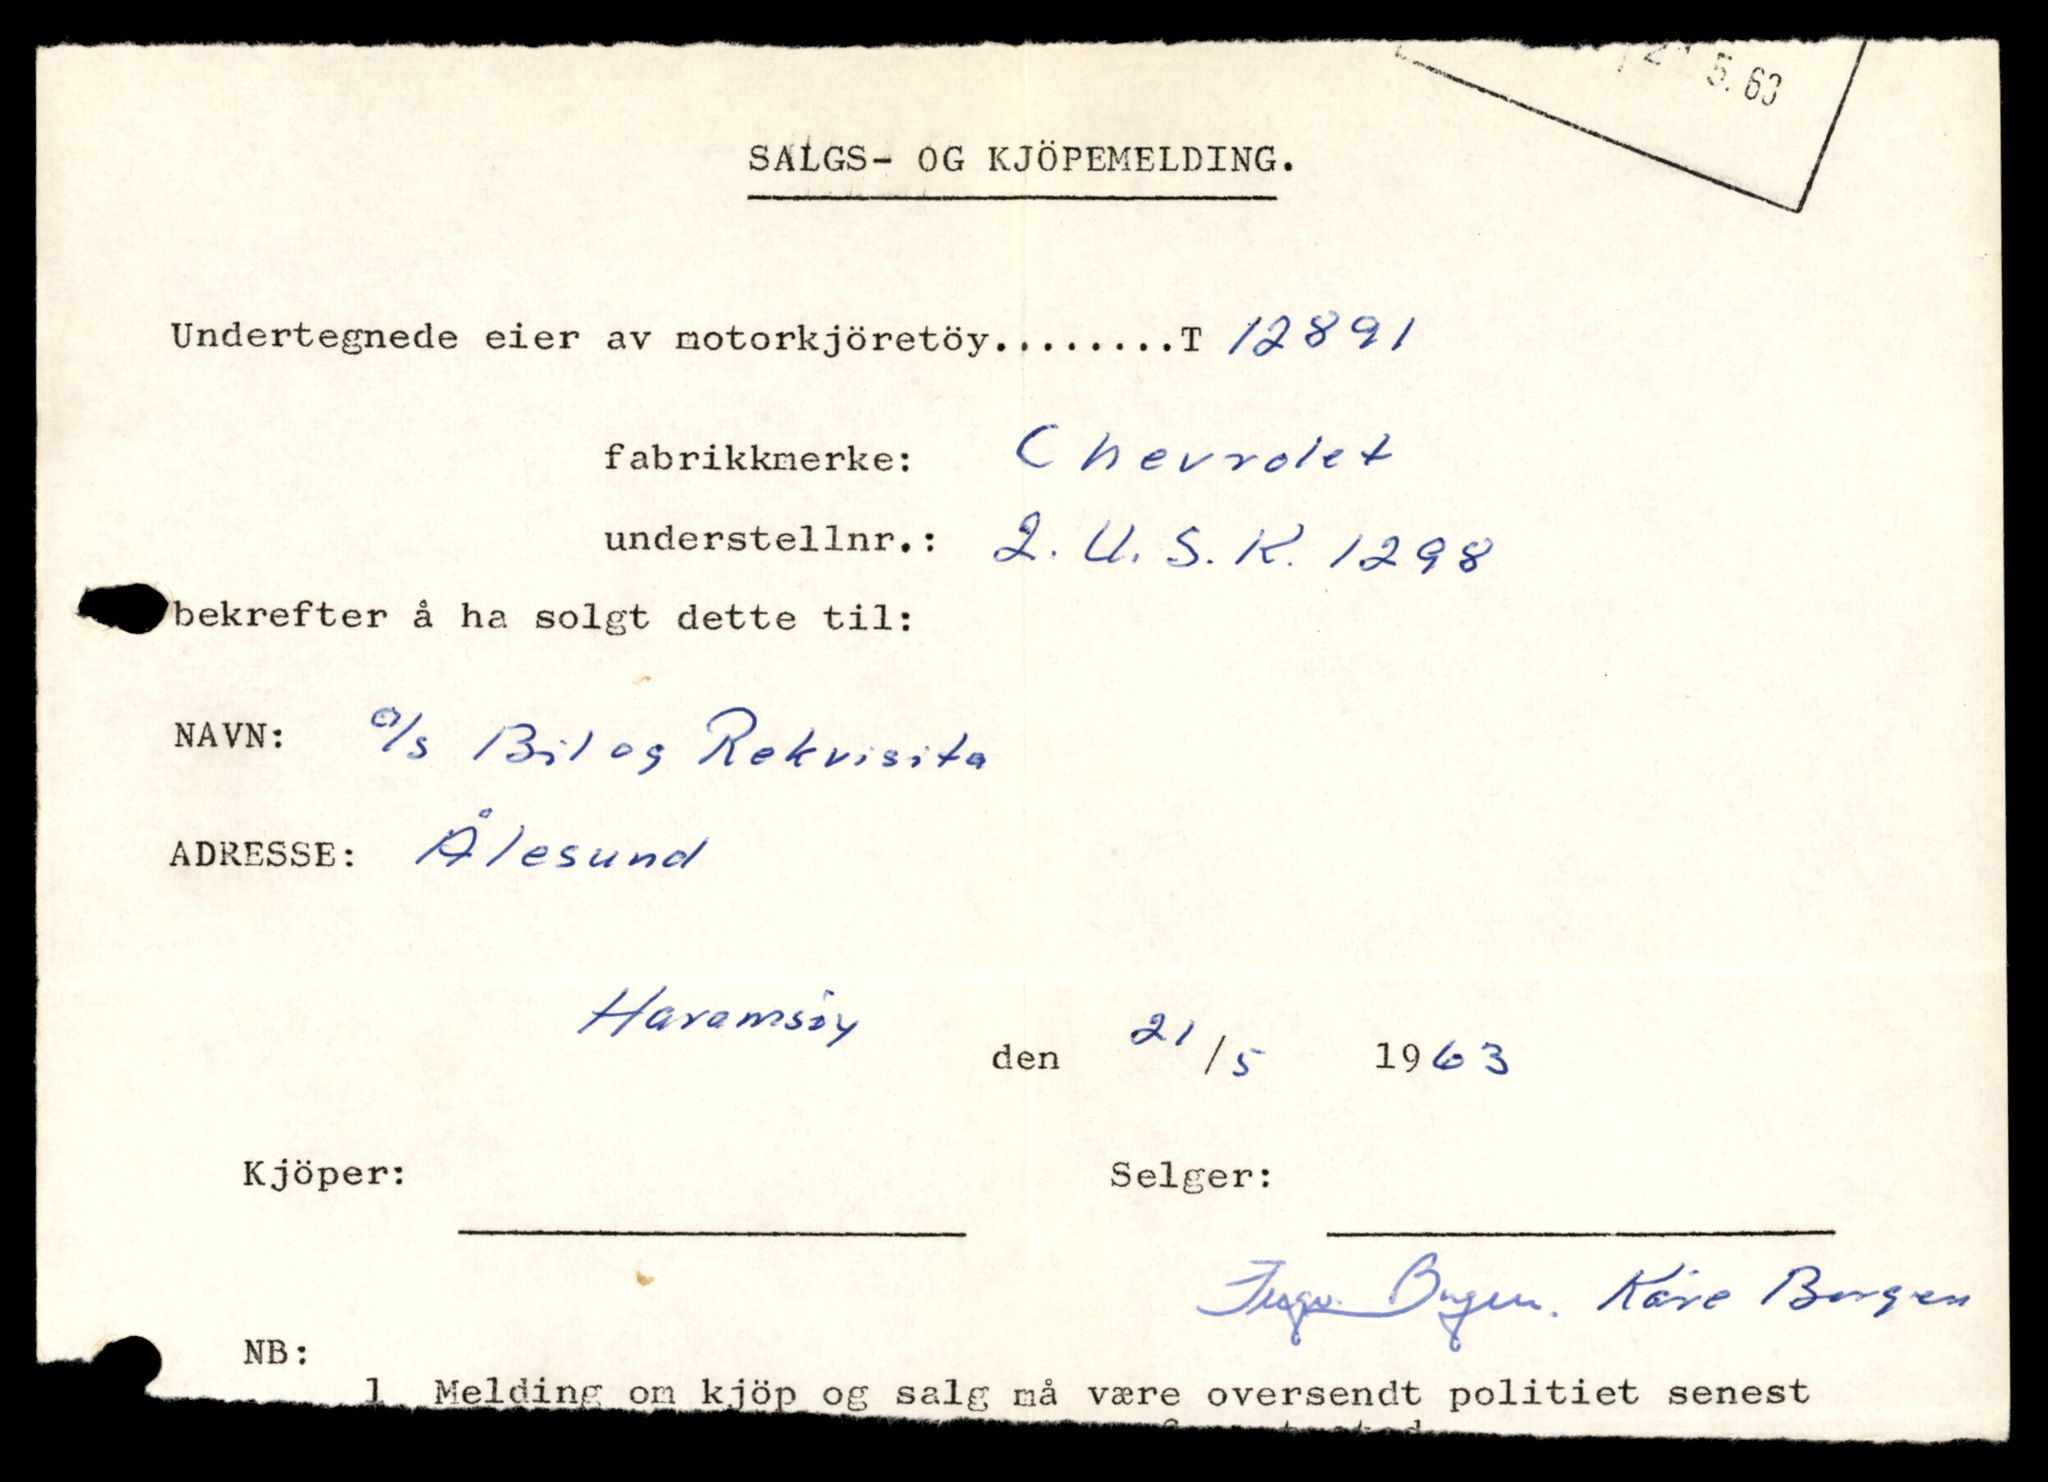 5.63
SALGS- OG KJÖPEMELDING.
Undertegnede eier av motorkjöretöy........T 12891
fabrikkmerke: Chevrolet
understellnr.: 2. U. S. K. 1298
bekrefter å ha solgt dette til:
NAVN: a/s Bil og Rekvisita
ADRESSE: Ålesund
Haramsöy den 21/5 1963
Kjöper: Selger:
Kåre Borgen
NB:
1 Melding om kjöp og salg må være oversendt politiet senest